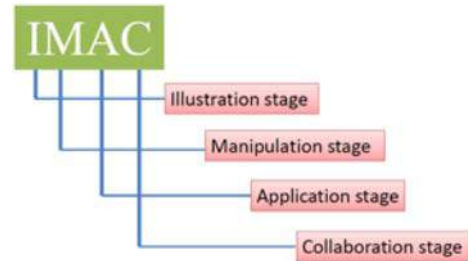 IMAC
Illustration stage
Manipulation stage
Application stage
Collaboration stage